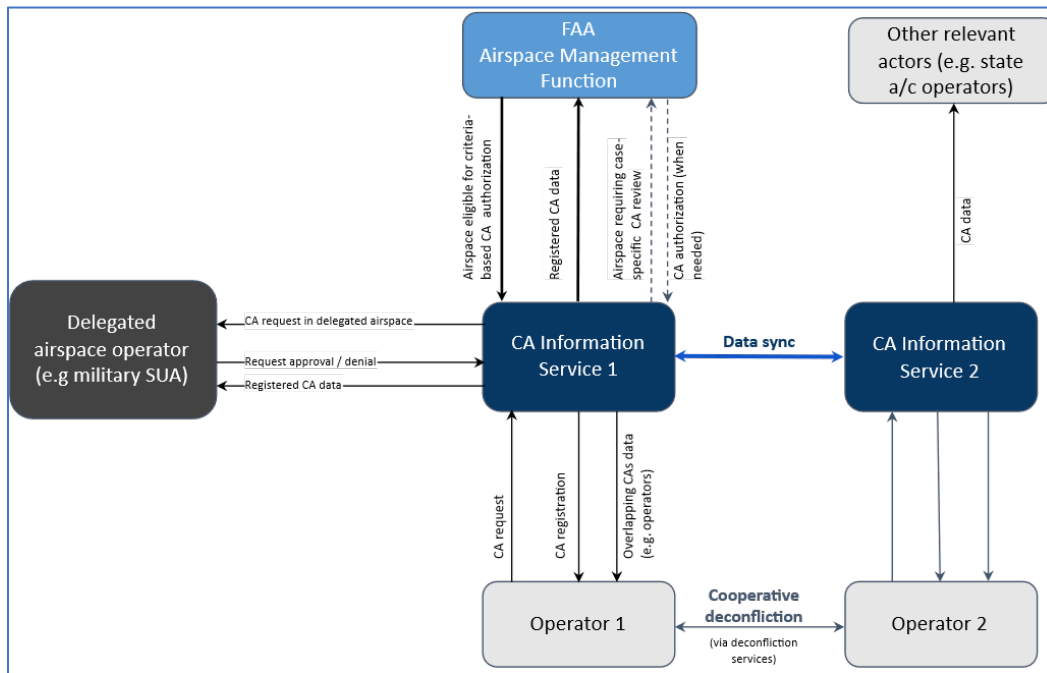 FAA
Airspace Management
Function
Other relevant
actors (e.g. state
a/c operators)
Airspace eligible for criteria-
based CA authorization
Registered CA data
Airspace requiring case-
specific CA review
CA authorization (when
needed)
CA data
Delegated
airspace operator
(e.g military SUA)
CA request in delegated airspace
Request approval / denial
Registered CA data
CA Information
Service 1
Data sync
CA Information
Service 2
CA request
CA registration
Overlapping CAs data
(e.g. operators)
Operator 1
Cooperative
deconfliction
(via deconfliction
services)
Operator 2